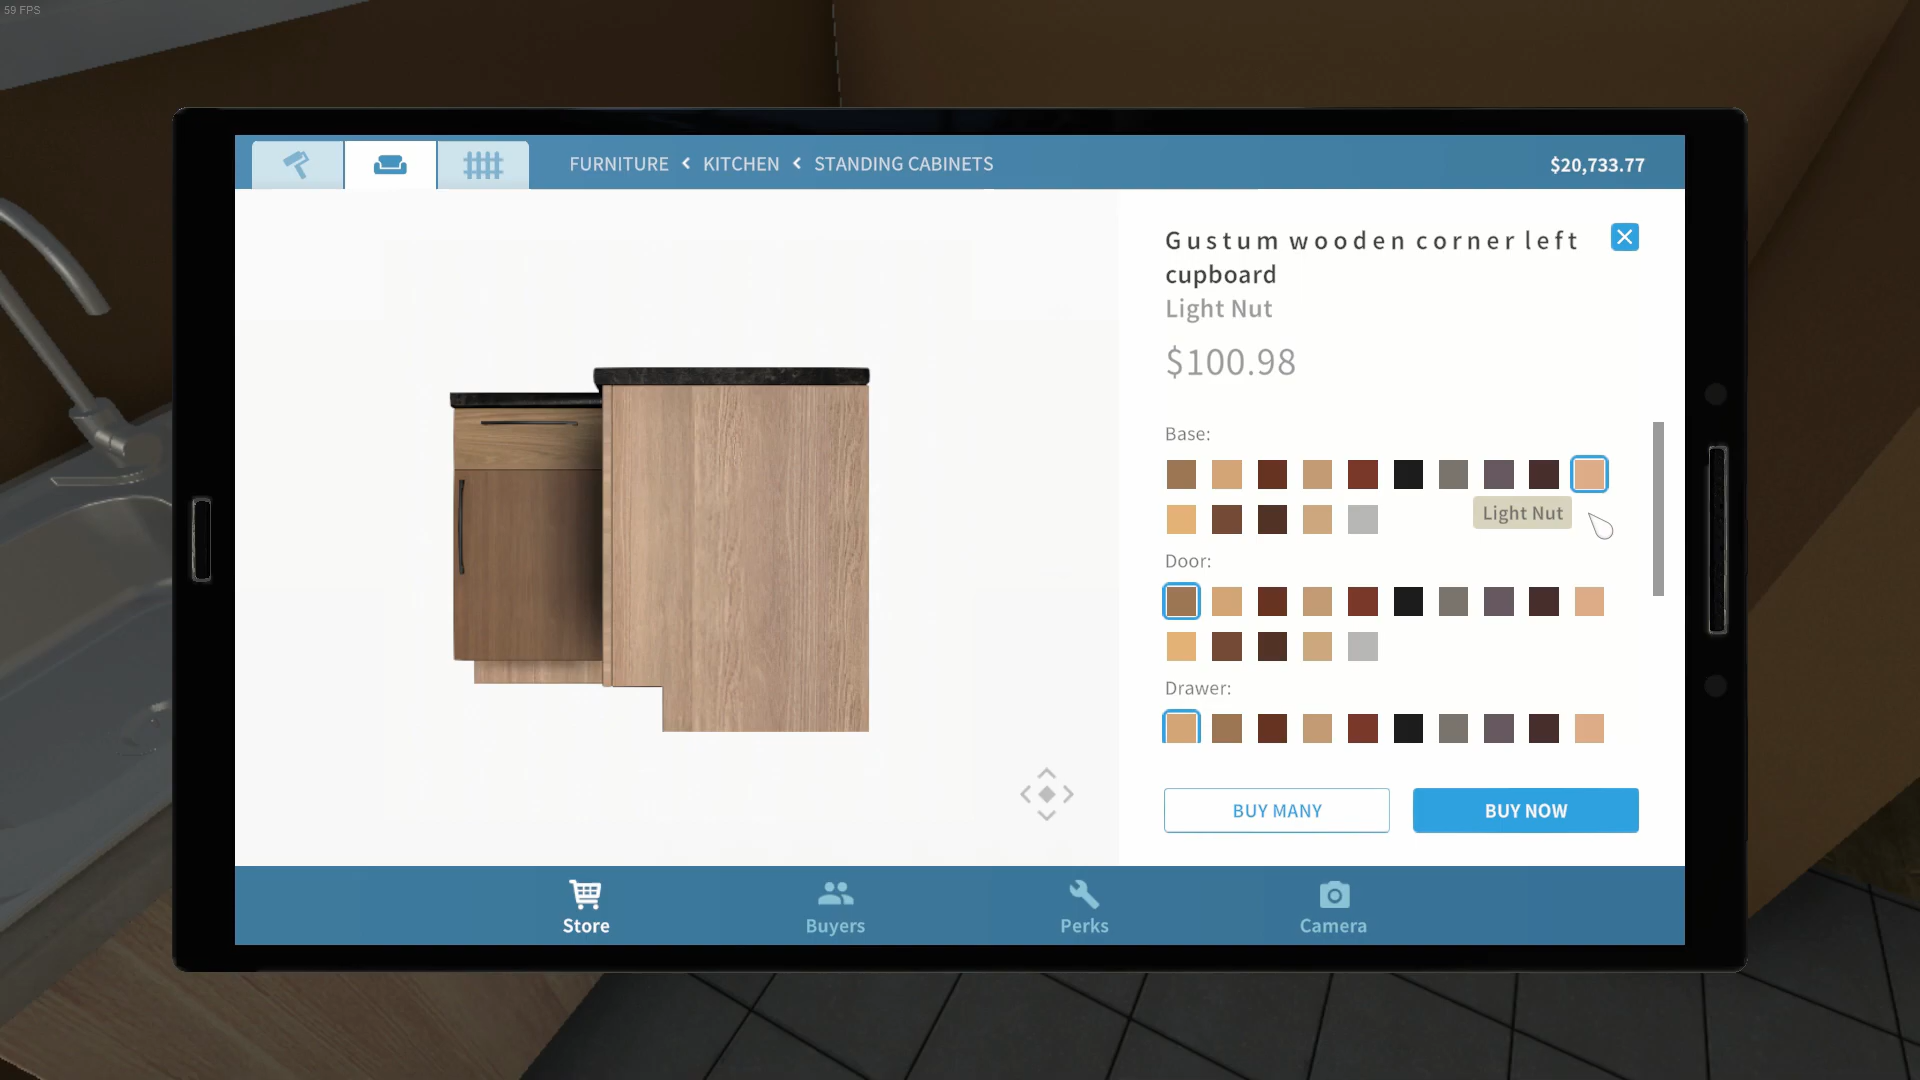 59 FPS
FURNITURE < KITCHEN < STANDING CABINETS
$20,733.77
Gustum wooden corner left
cupboard
Light Nut
$100.98
Base:
Light Nut
Door:
Drawer:
BUY MANY
BUY NOW
Store
Buyers
Perks
Camera